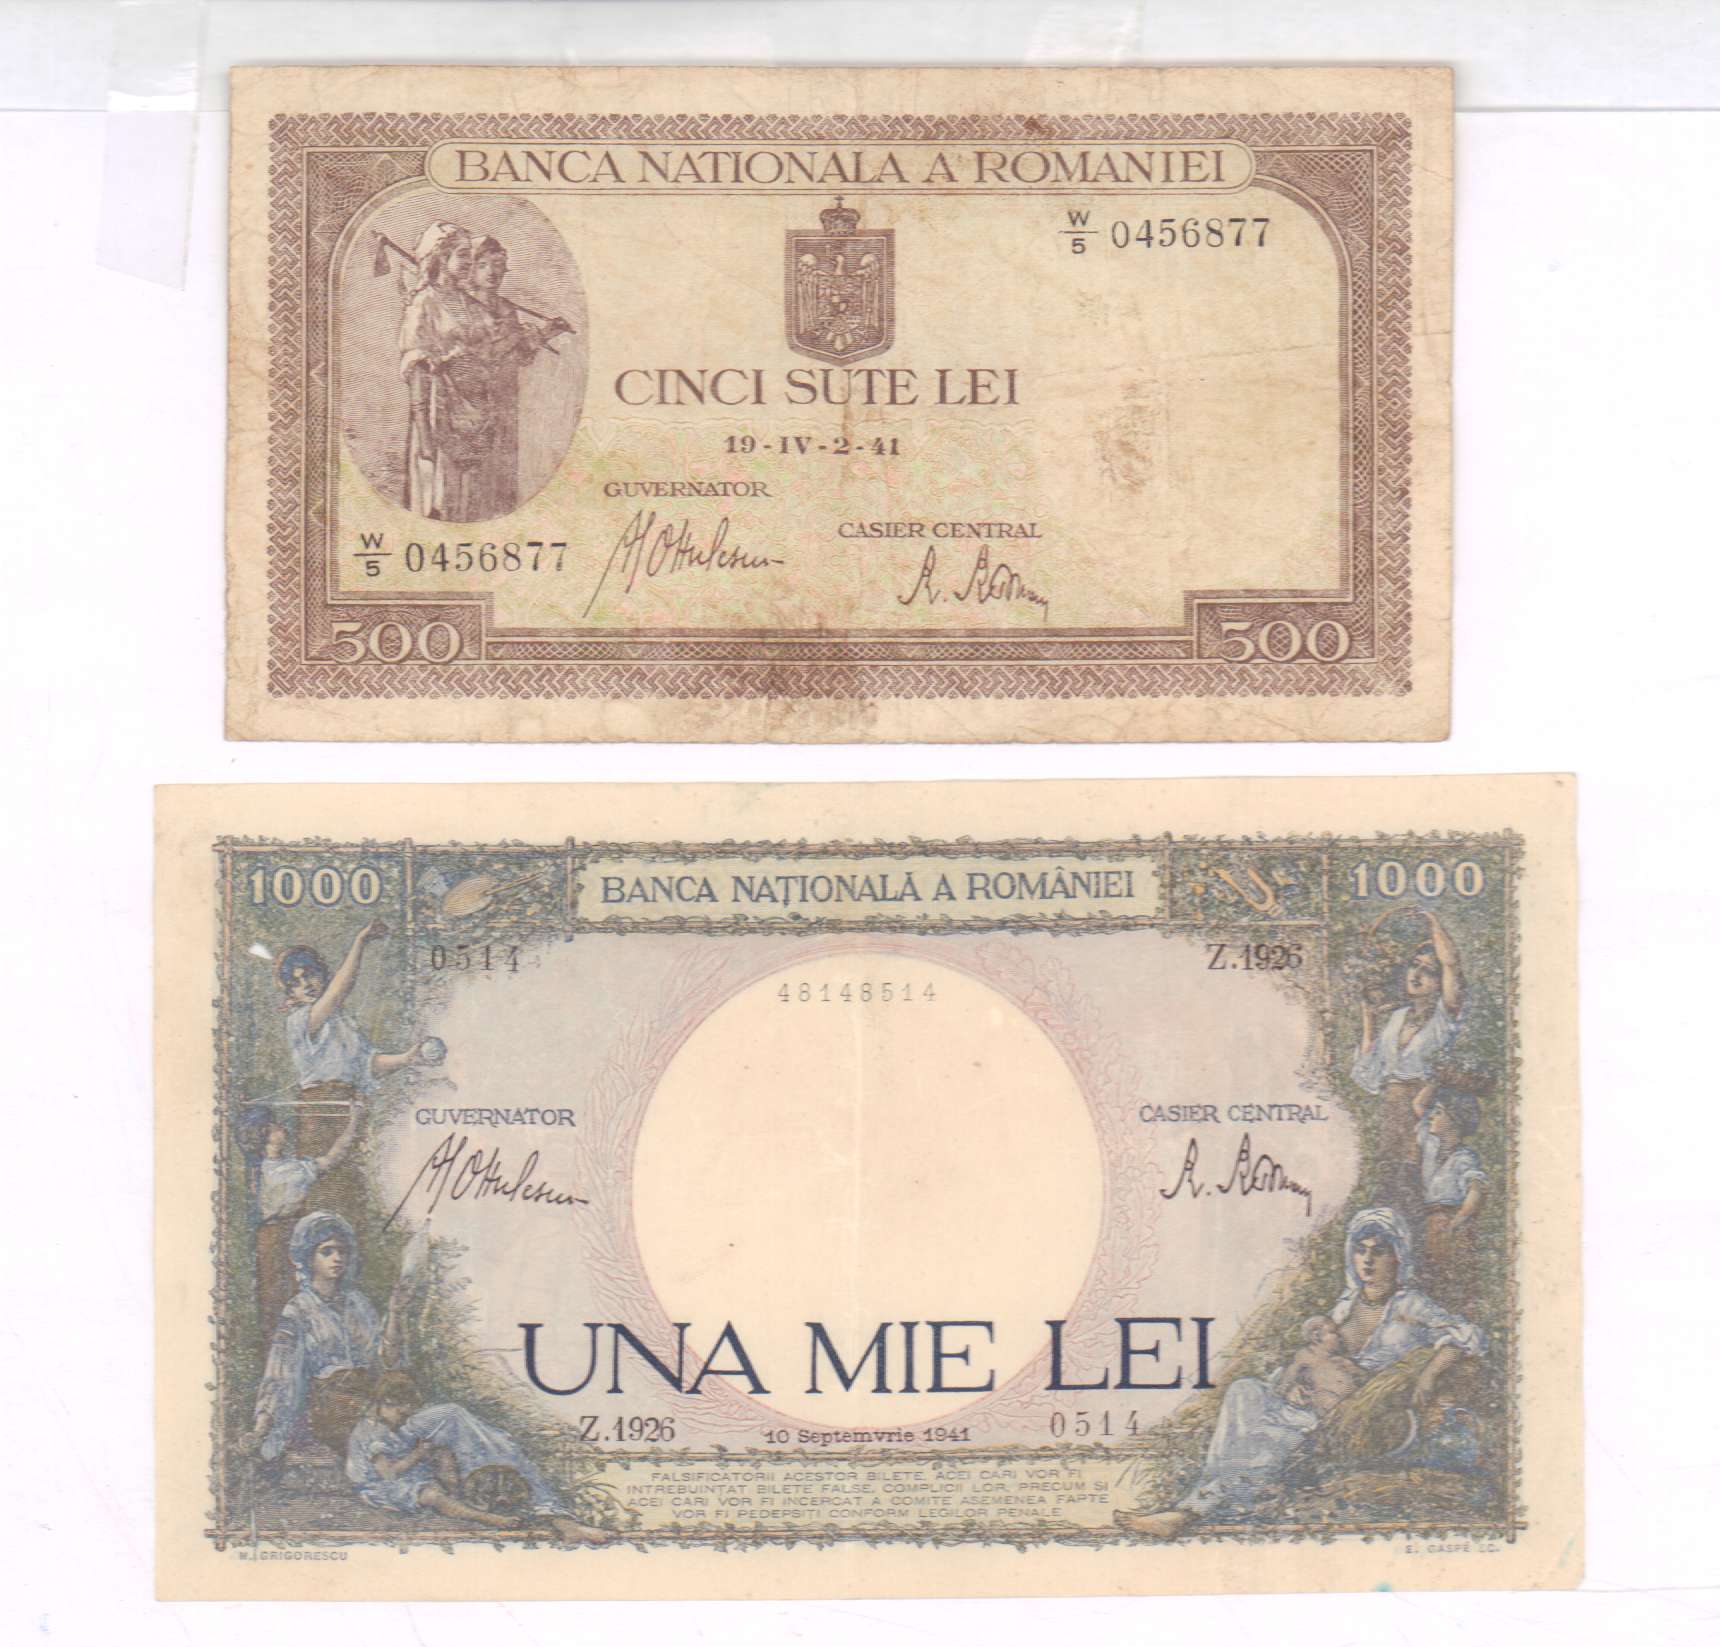 BANCA NATIONALA A ROMANIEI
W/5 0456877
CINCI SUTE LEI
19-IV-2-41
GUVERNATOR
CASIER CENTRAL
W/5 0456877
500 500
1000 BANCA NAȚIONALĂ A ROMÂNIEI 1000
0514 Z.1926
48148514
GUVERNATOR CASIER CENTRAL
UNA MIE LEI
Z.1926 10 Septemvrie 1941 0514
FALSIFICATORII ACESTOR BILETE, ACEI CARI VOR FI
INTREBUINȚAT BILETE FALSE, COMPLICII LOR, PRECUM SI
ACEI CARI VOR FI INCERCAT A COMITE ASEMENEA FAPTE
VOR FI PEDEPSITI CONFORM LEGILOR PENALE
GRIGORESCU E. GASPÉ SC.